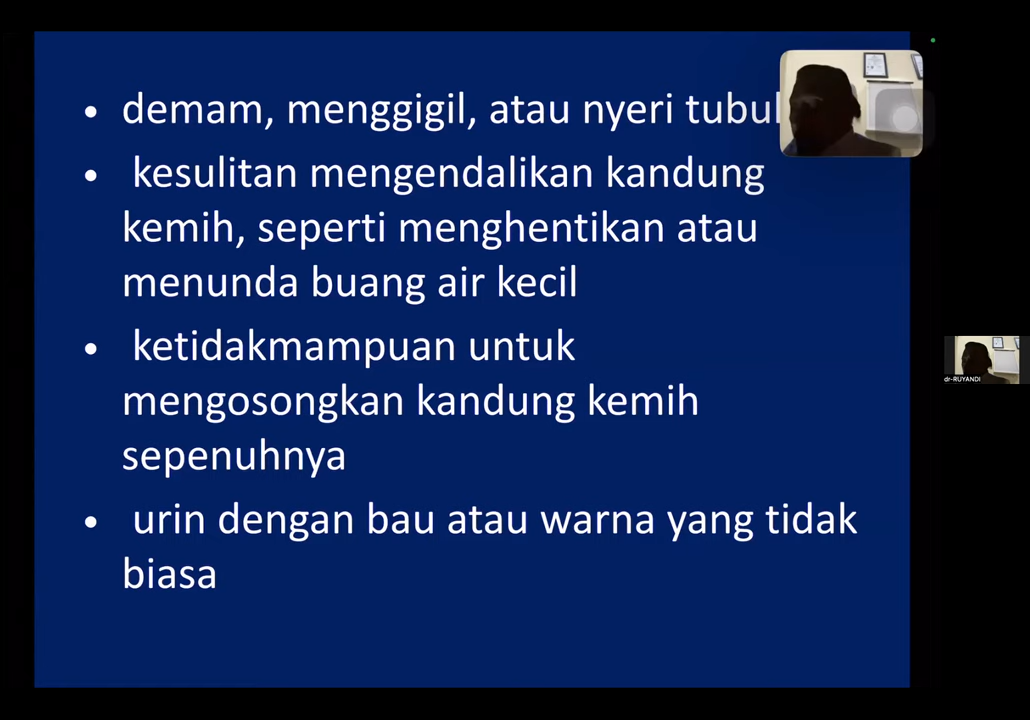 • demam, menggigil, atau nyeri
• kesulitan mengendalikan kandung
kemih, seperti menghentikan atau
menunda buang air kecil
• ketidakmampuan untuk
mengosongkan kandung kemih
sepenuhnya
• urin dengan bau atau warna yang tidak
biasa
dr-RUYANDI